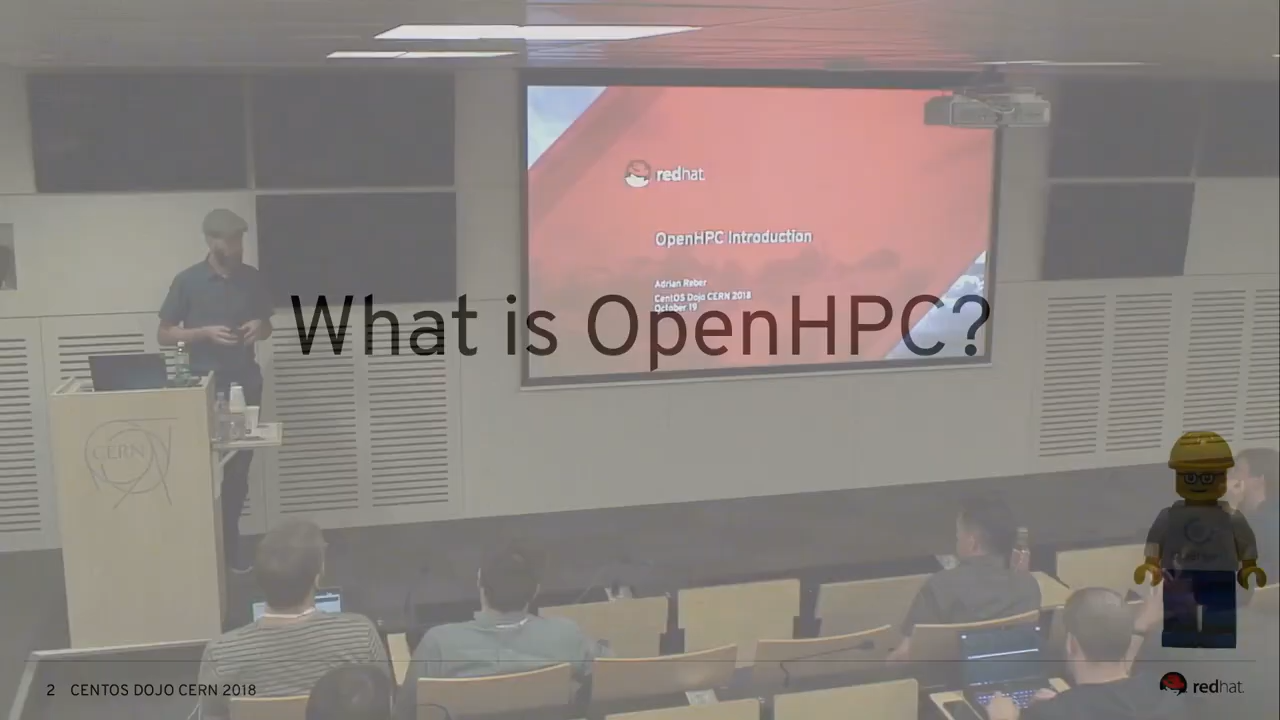 redhat.
OpenHPC Introduction
Adrian Reber
CentOS Dojo CERN 2018
October 19
What is OpenHPC?
CERN
2 CENTOS DOJO CERN 2018
redhat.